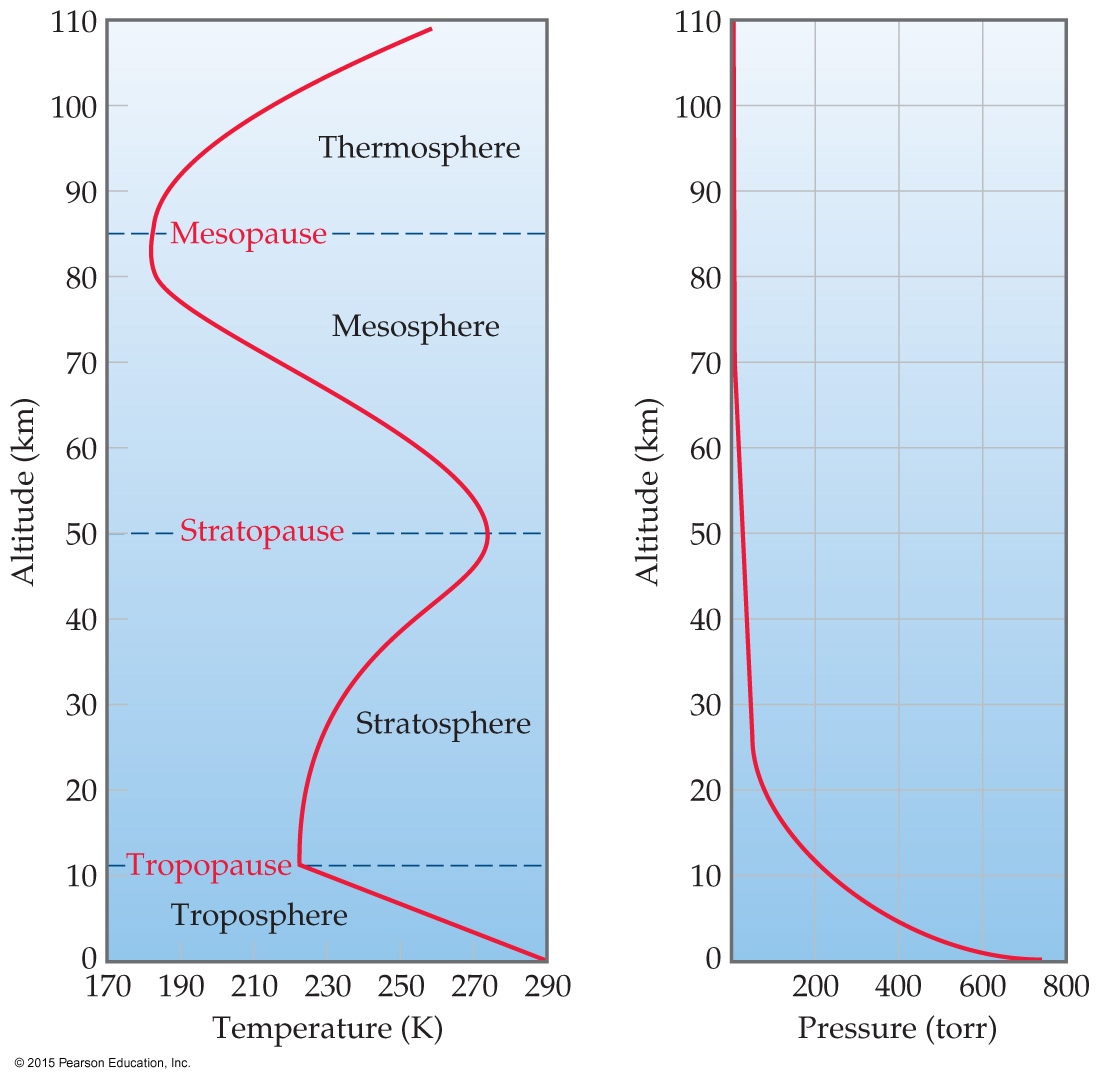 110
100
90
80
70
60
50
40
30
20
10
0
Altitude (km)
Thermosphere
Mesopause
Mesosphere
Stratopause
Stratosphere
Tropopause
Troposphere
170 190 210 230 250 270 290
Temperature (K)
110
100
90
80
70
60
50
40
30
20
10
0
Altitude (km)
200 400 600 800
Pressure (torr)
© 2015 Pearson Education, Inc.